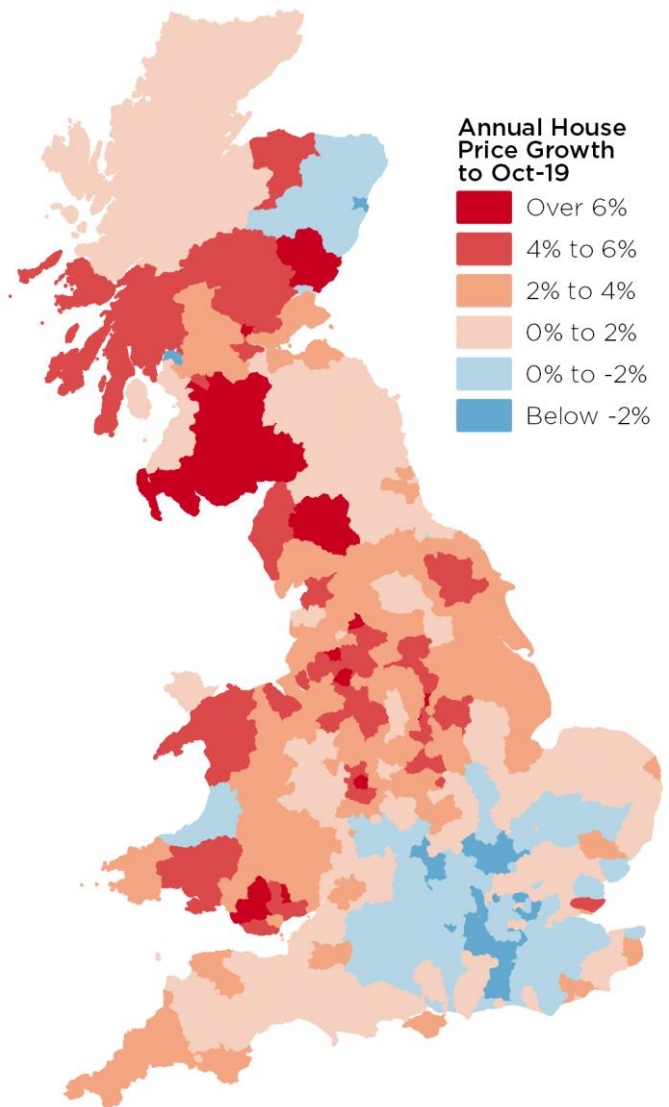 Annual House
Price Growth
to Oct-19
Over 6%
4% to 6%
2% to 4%
0% to 2%
0% to -2%
Below -2%